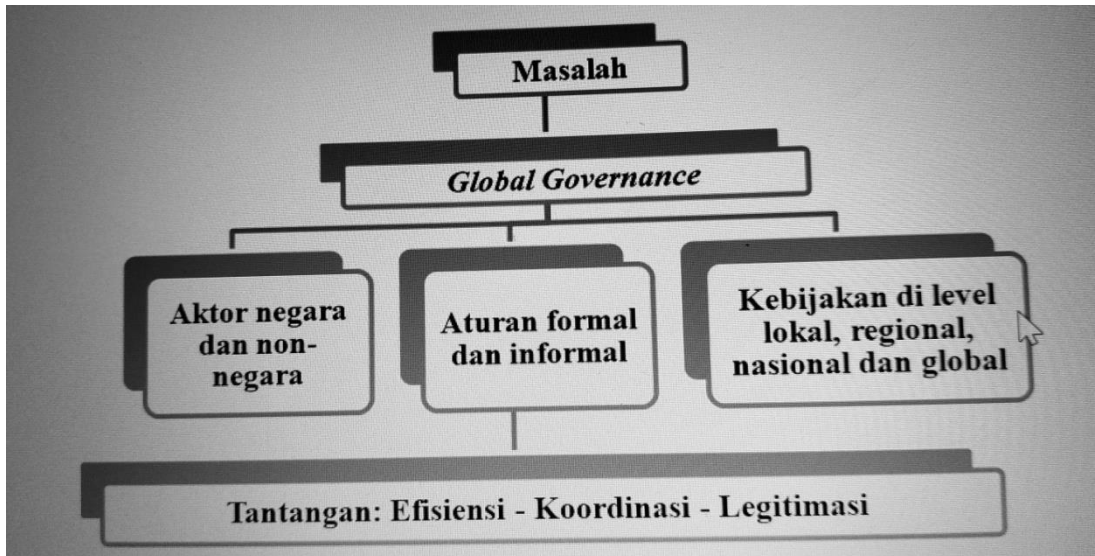 Masalah
Global Governance
Aktor negara
dan non-
negara
Aturan formal
dan informal
Kebijakan di level
lokal, regional,
nasional dan global
Tantangan: Efisiensi - Koordinasi - Legitimasi